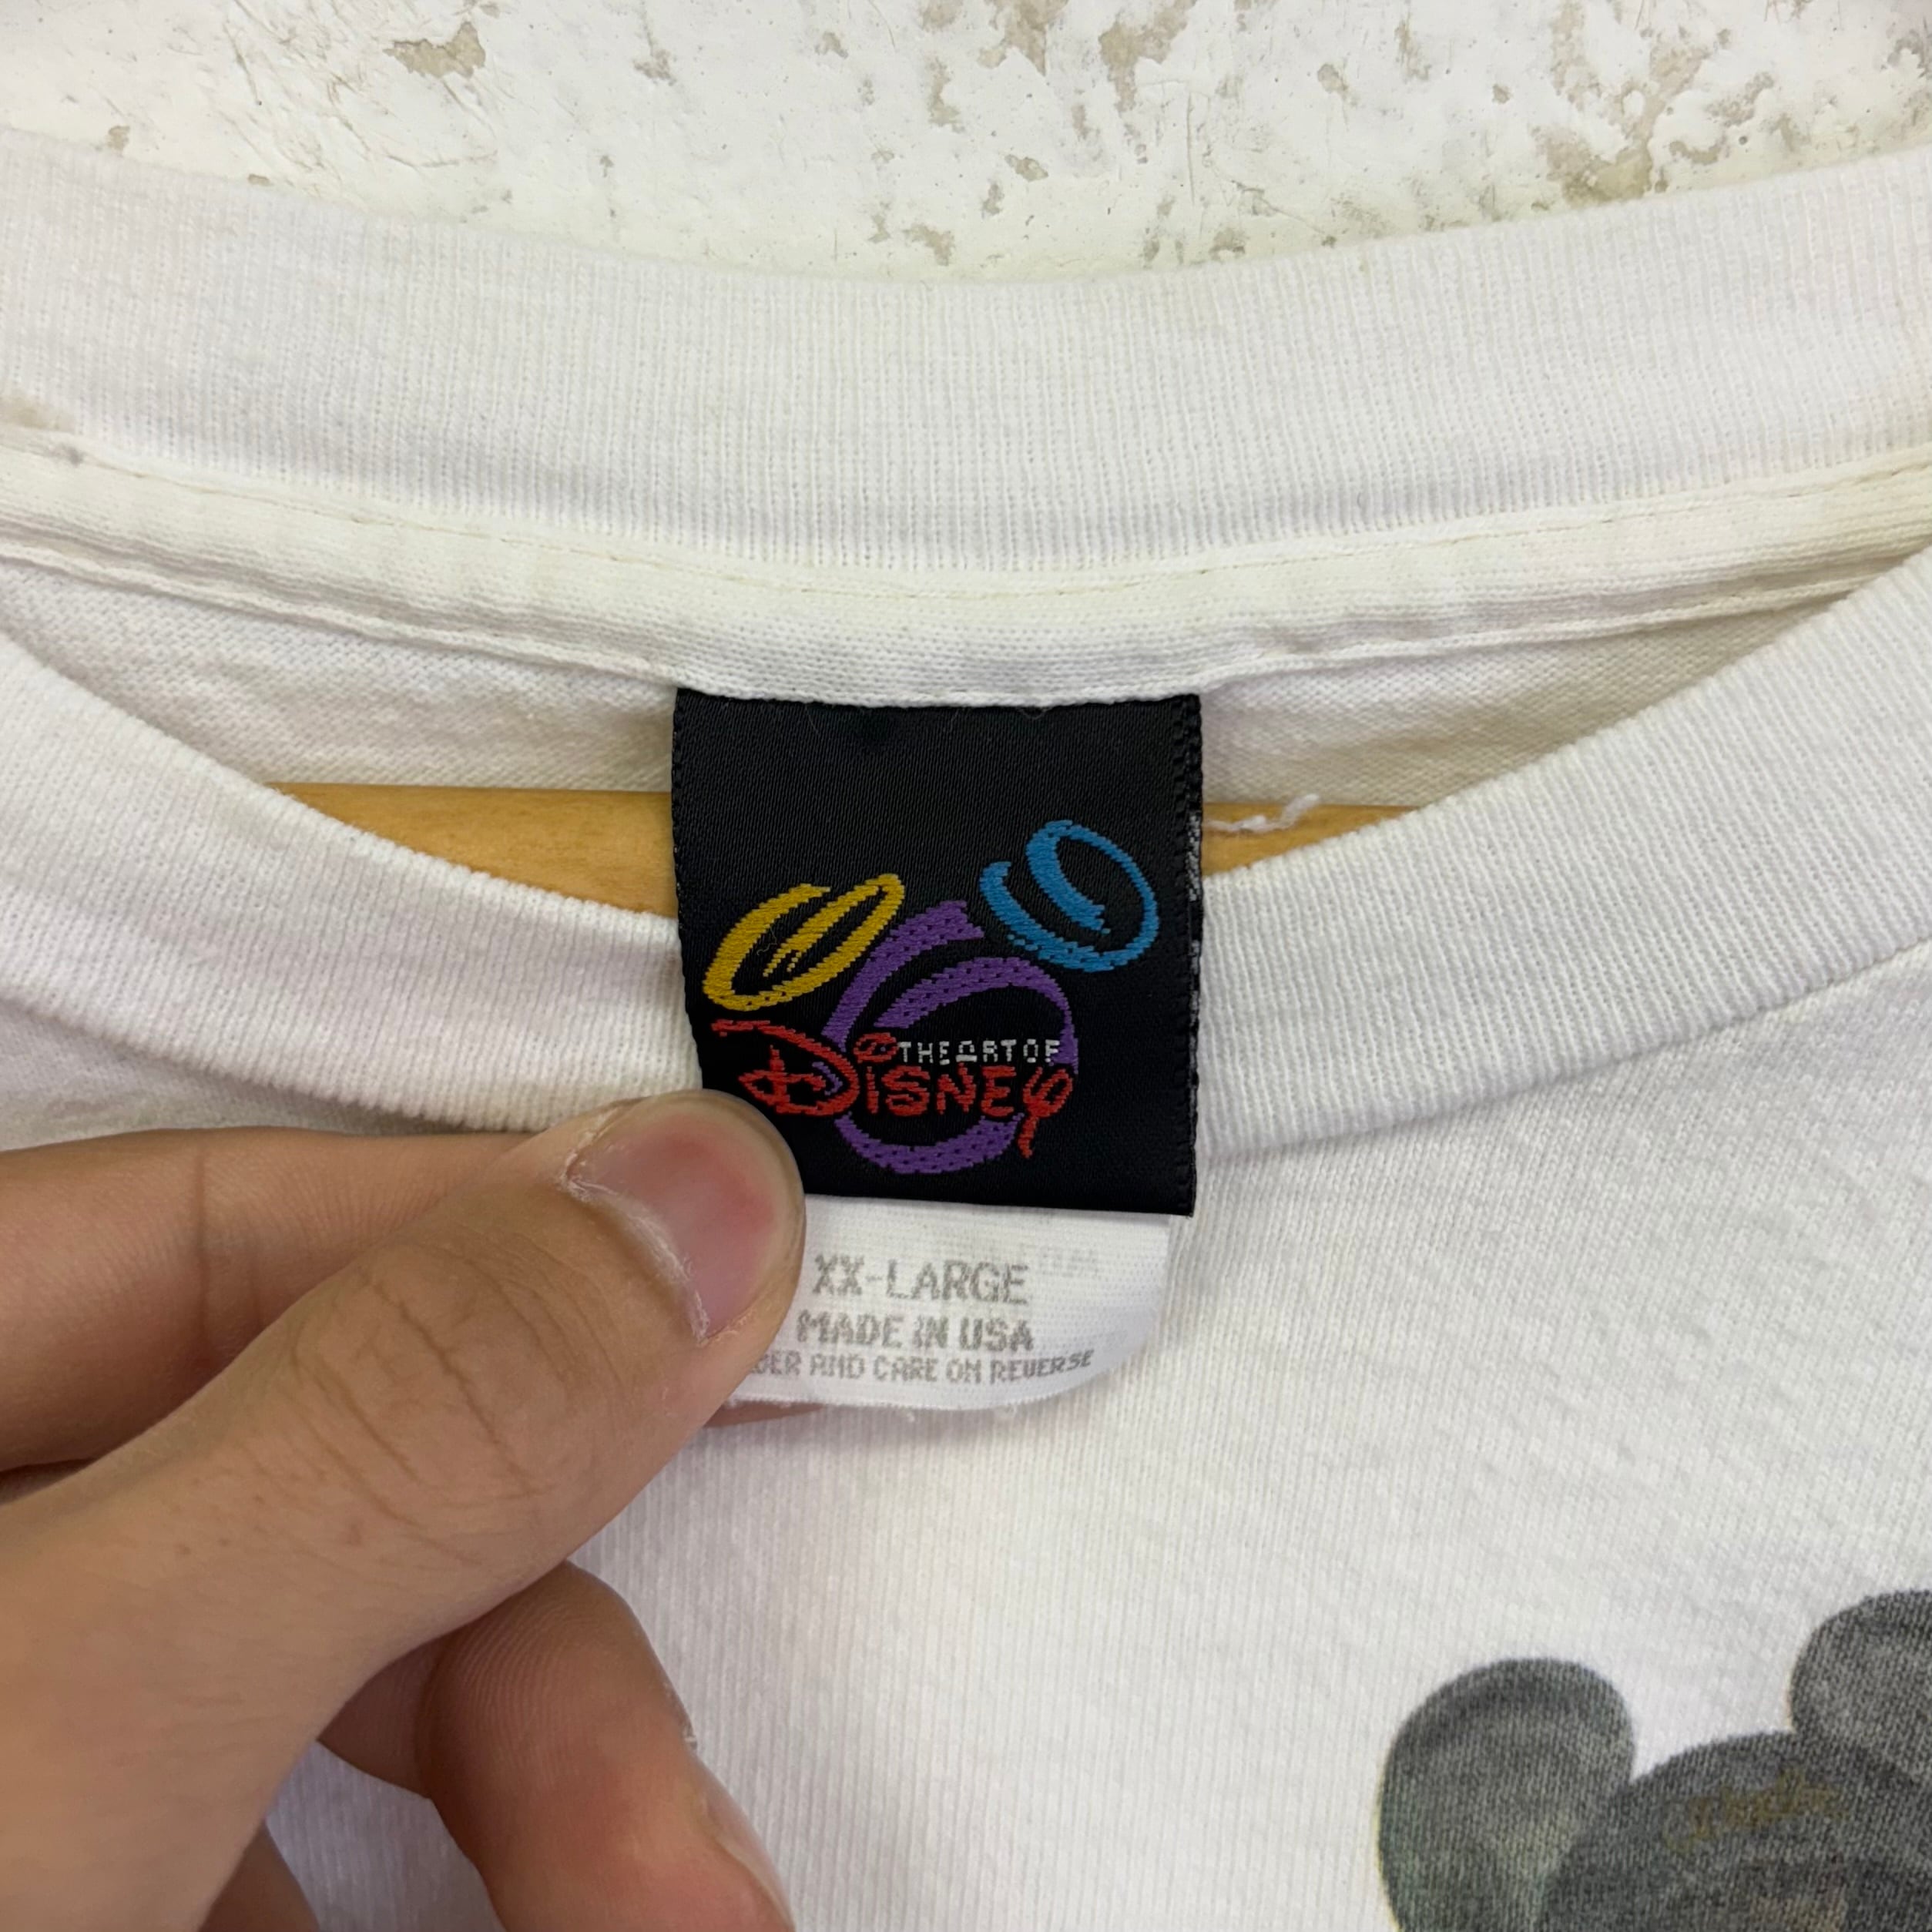 THE ART OF
DISNEY
XX-LARGE
MADE IN USA
AND CARE ON REVERSE